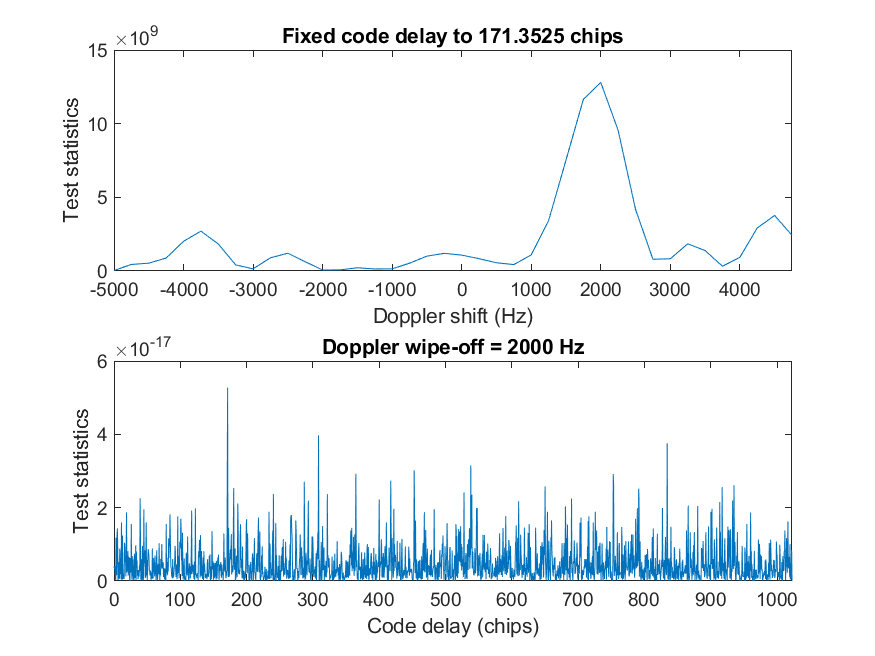 ×10^9
Fixed code delay to 171.3525 chips
15
10
5
0
Test statistics
-5000 -4000 -3000 -2000 -1000 0 1000 2000 3000 4000
Doppler shift (Hz)
×10^-17
Doppler wipe-off = 2000 Hz
6
4
2
0
Test statistics
0 100 200 300 400 500 600 700 800 900 1000
Code delay (chips)